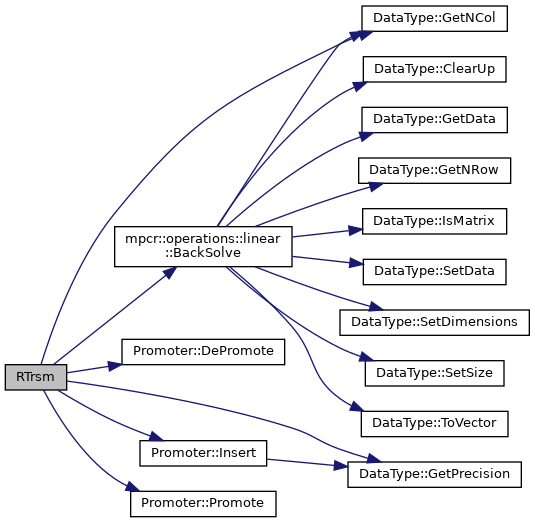 DataType::GetNCol
DataType::ClearUp
DataType::GetData
DataType::GetNRow
mpcr::operations::linear
::BackSolve
DataType::IsMatrix
DataType::SetData
DataType::SetDimensions
Promoter::DePromote
RTrsm
DataType::SetSize
DataType::ToVector
Promoter::Insert
DataType::GetPrecision
Promoter::Promote